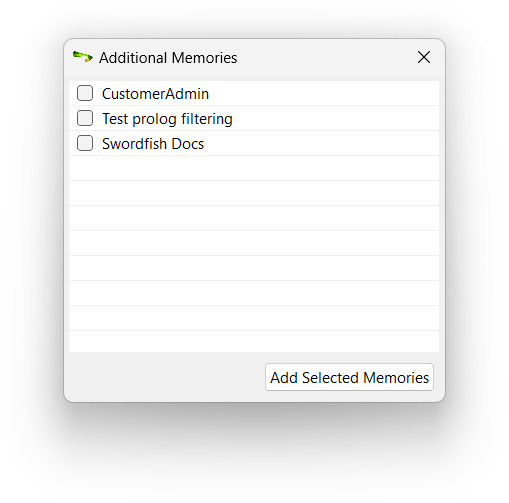 Additional Memories
CustomerAdmin
Test prolog filtering
Swordfish Docs
Add Selected Memories